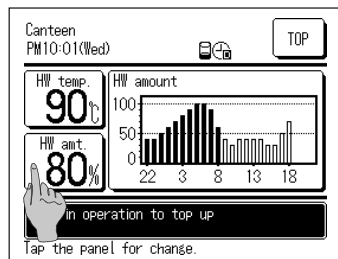 Canteen
PM10:01(Wed)
TOP
HW temp.
90℃
HW amt.
80%
HW amount
100
50
0
22 3 8 13 18
in operation to top up
Tap the panel for change.